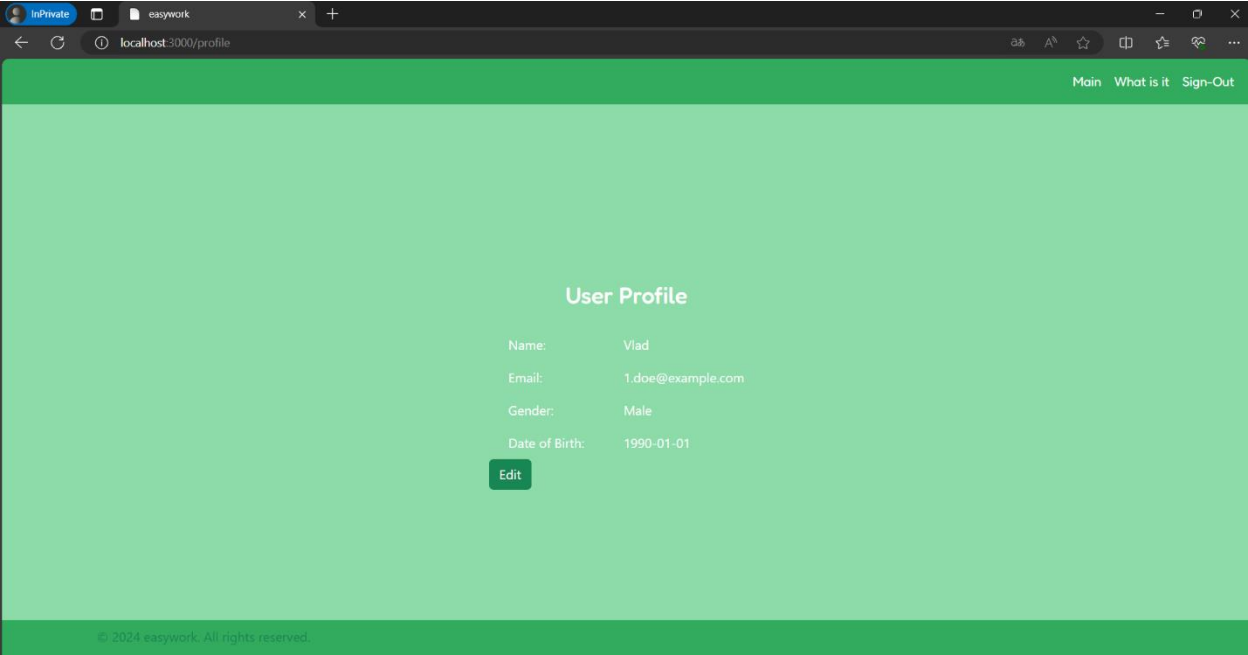 InPrivate easywork
localhost:3000/profile
Main What is it Sign-Out
User Profile
Name: Vlad
Email: 1.doe@example.com
Gender: Male
Date of Birth: 1990-01-01
Edit
© 2024 easywork. All rights reserved.